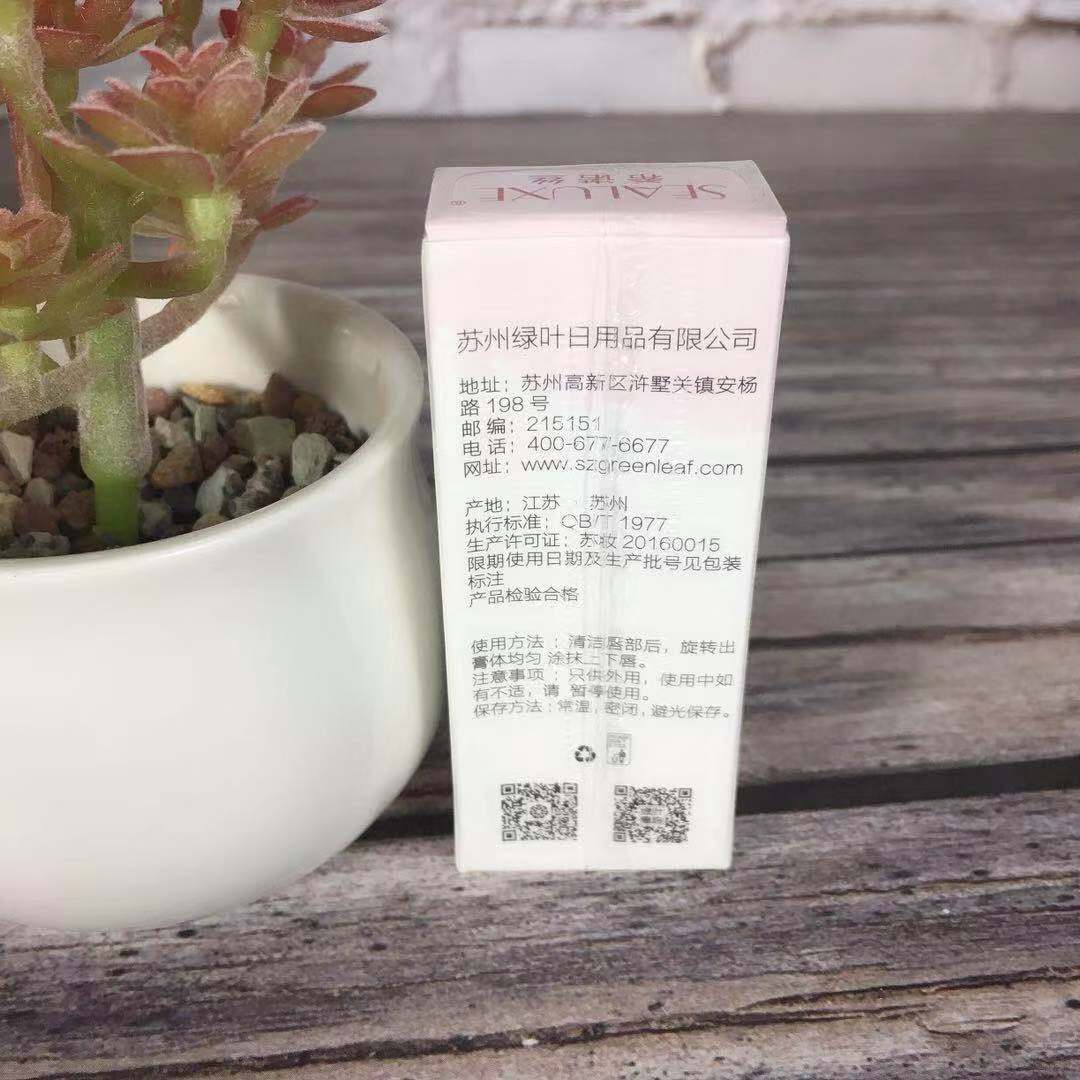 SEALUXE®
希诺丝
苏州绿叶日用品有限公司
地址：苏州高新区浒墅关镇安杨
路 198 号
邮 编：215151
电 话：400-677-6677
网址：www.szgreenleaf.com
产地：江苏 苏州
执行标准：QB/T 1977
生产许可证：苏妆 20160015
限期使用日期及生产批号见包装
标注
产品检验合格
使用方法：清洁唇部后，旋转出
膏体均匀 涂抹上下唇。
注意事项：只供外用，使用中如
有不适，请 暂停使用。
保存方法：常温，密闭，避光保存。